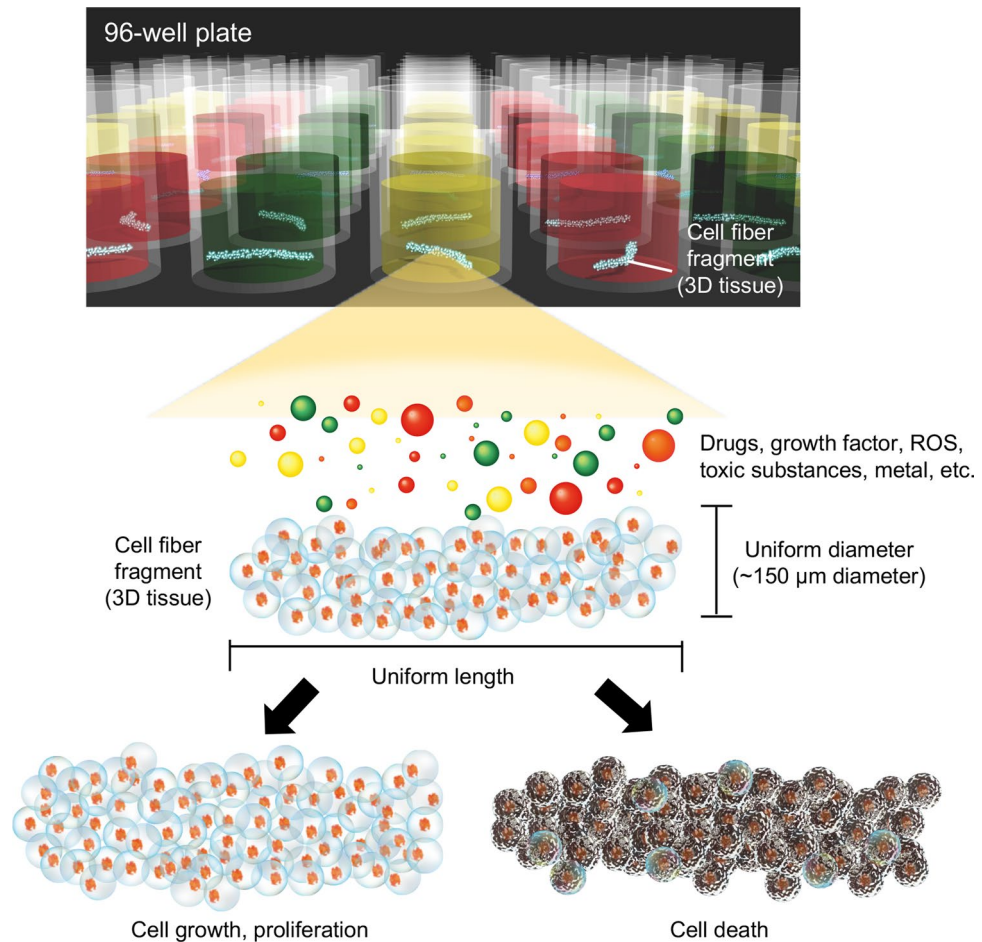 96-well plate
Cell fiber
fragment
(3D tissue)
Drugs, growth factor, ROS,
toxic substances, metal, etc.
Cell fiber
fragment
(3D tissue)
Uniform diameter
(~150 µm diameter)
Uniform length
Cell growth, proliferation
Cell death